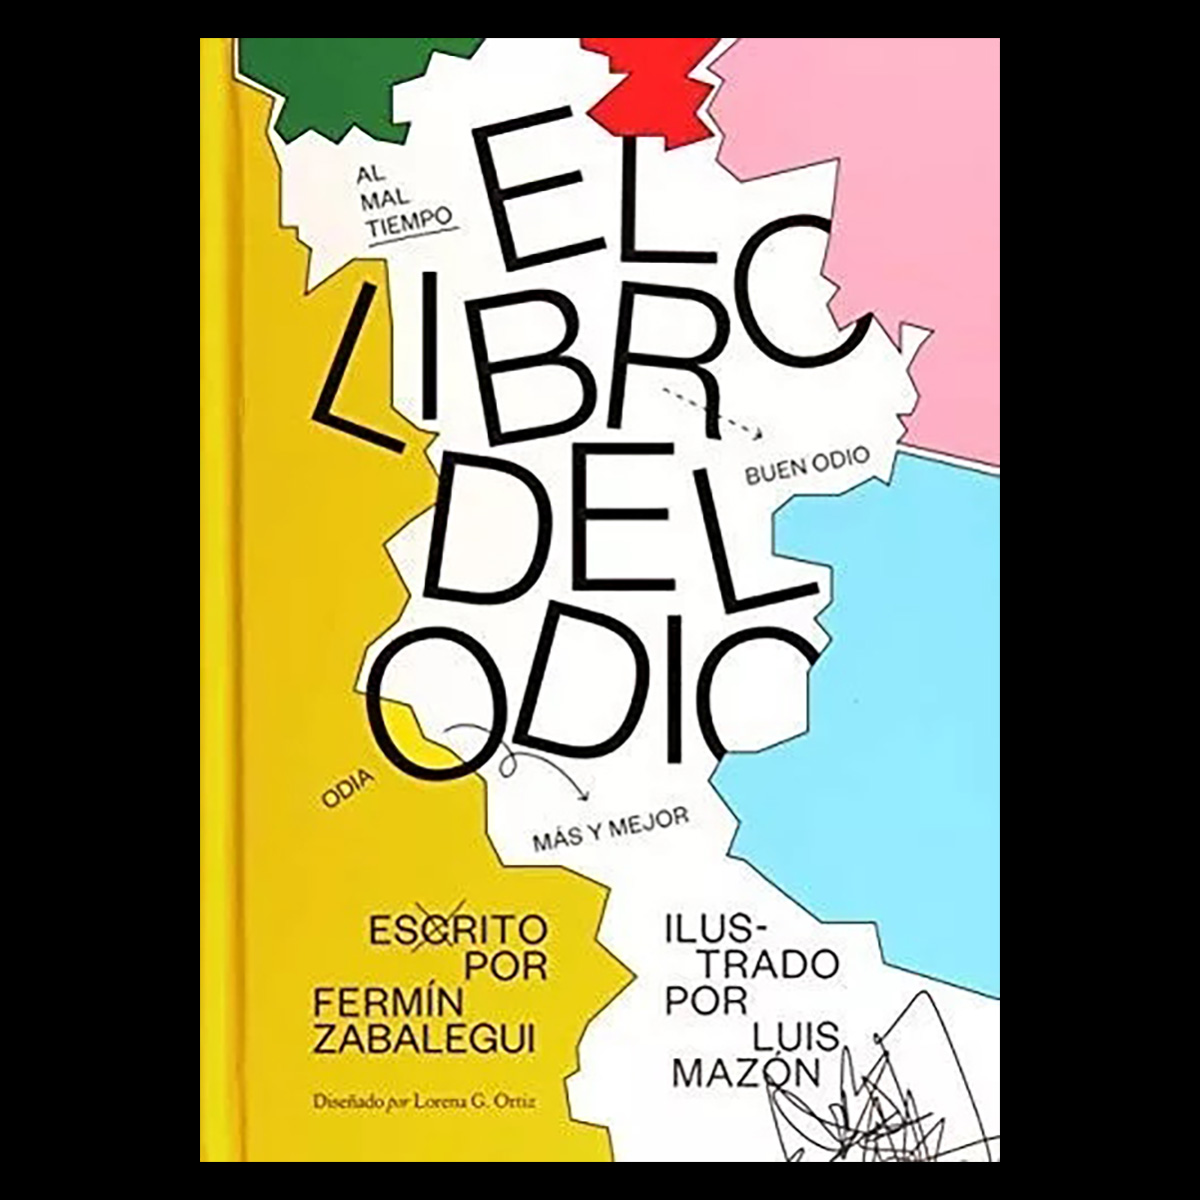 AL
MAL
TIEMPO
EL
LIBRO
DEL
ODIO
BUEN ODIO
ODIA
MÁS Y MEJOR
ESCRITO
POR
FERMÍN
ZABALEGUI
Diseñado por Lorena G. Ortiz
ILUS-
TRADO
POR
LUIS
MAZÓN